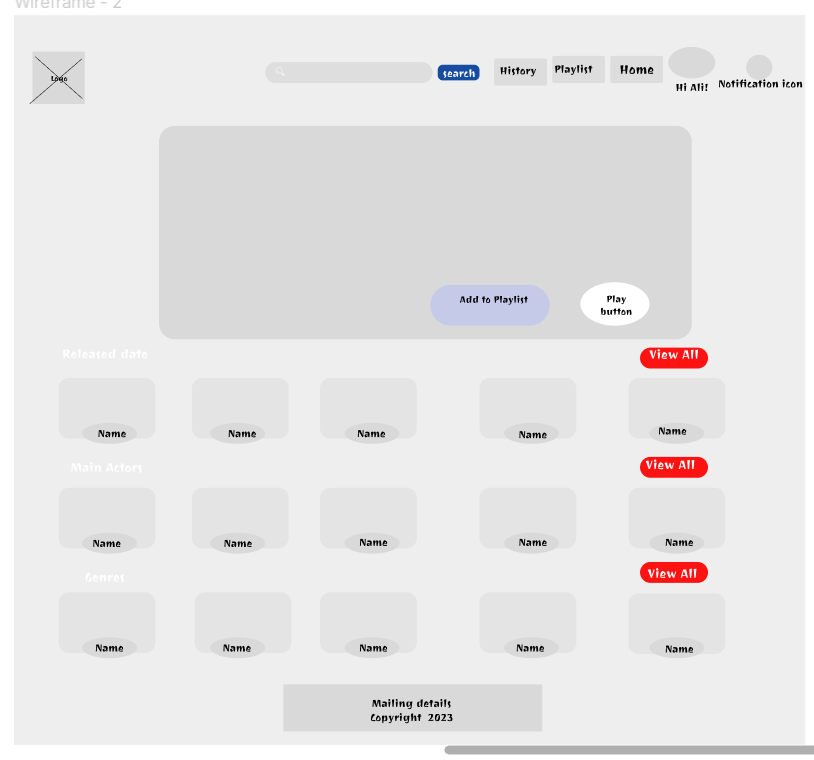 Wireframe - 2
Logo
search
History
Playlist
Home
Hi Ali!
Notification icon
Add to Playlist
Play
button
Released date
View All
Name
Name
Name
Name
Name
Main Actors
View All
Name
Name
Name
Name
Name
Genres
View All
Name
Name
Name
Name
Name
Mailing details
Copyright 2023